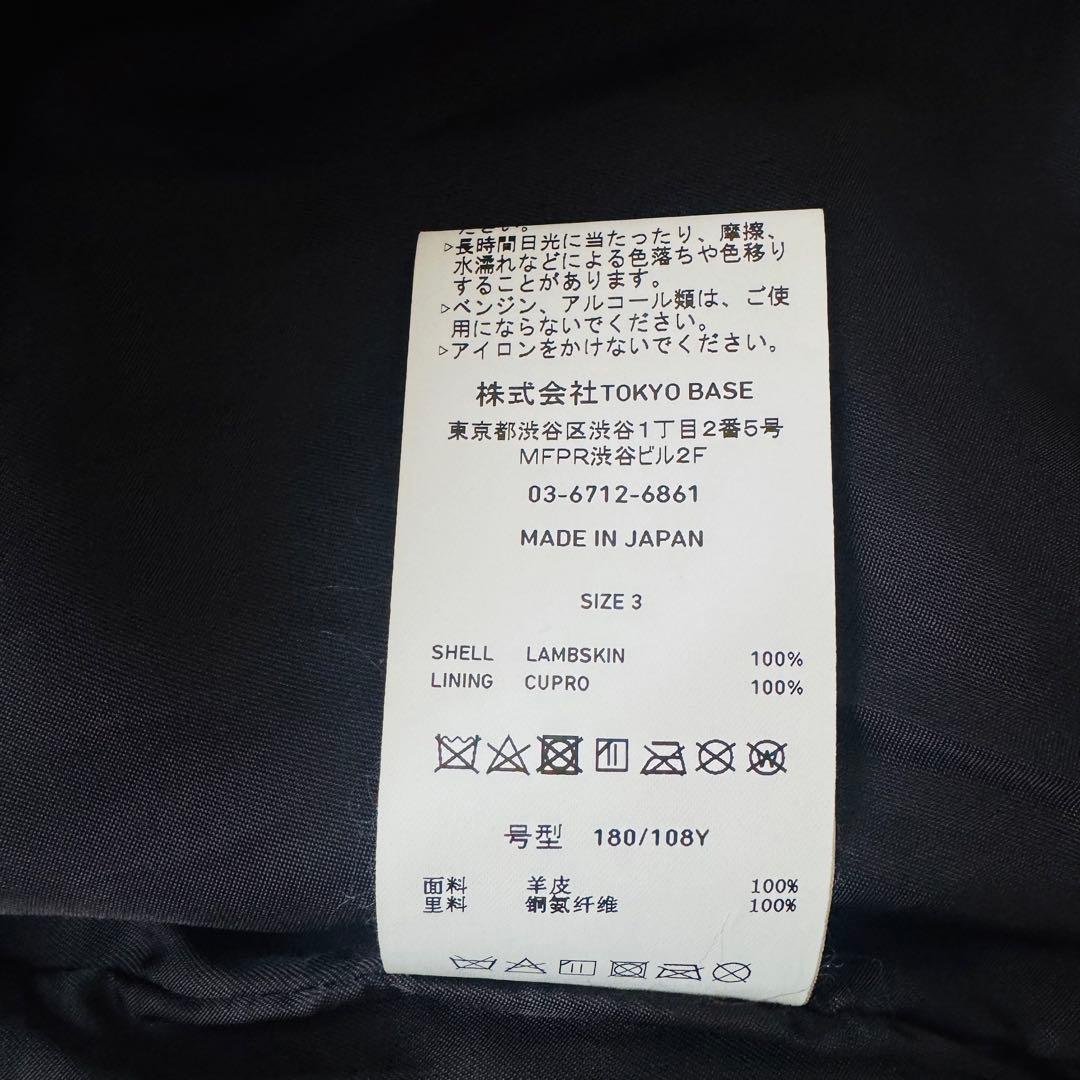 ださい。
▷長時間日光に当たったり、摩擦、
水濡れなどによる色落ちや色移り
することがあります。
▷ベンジン、アルコール類は、ご使
用にならないでください。
▷アイロンをかけないでください。
株式会社TOKYO BASE
東京都渋谷区渋谷1丁目2番5号
MFPR渋谷ビル2F
03-6712-6861
MADE IN JAPAN
SIZE 3
SHELL LAMBSKIN 100%
LINING CUPRO 100%
W
号型 180/108Y
面料 羊皮 100%
里料 铜氨纤维 100%